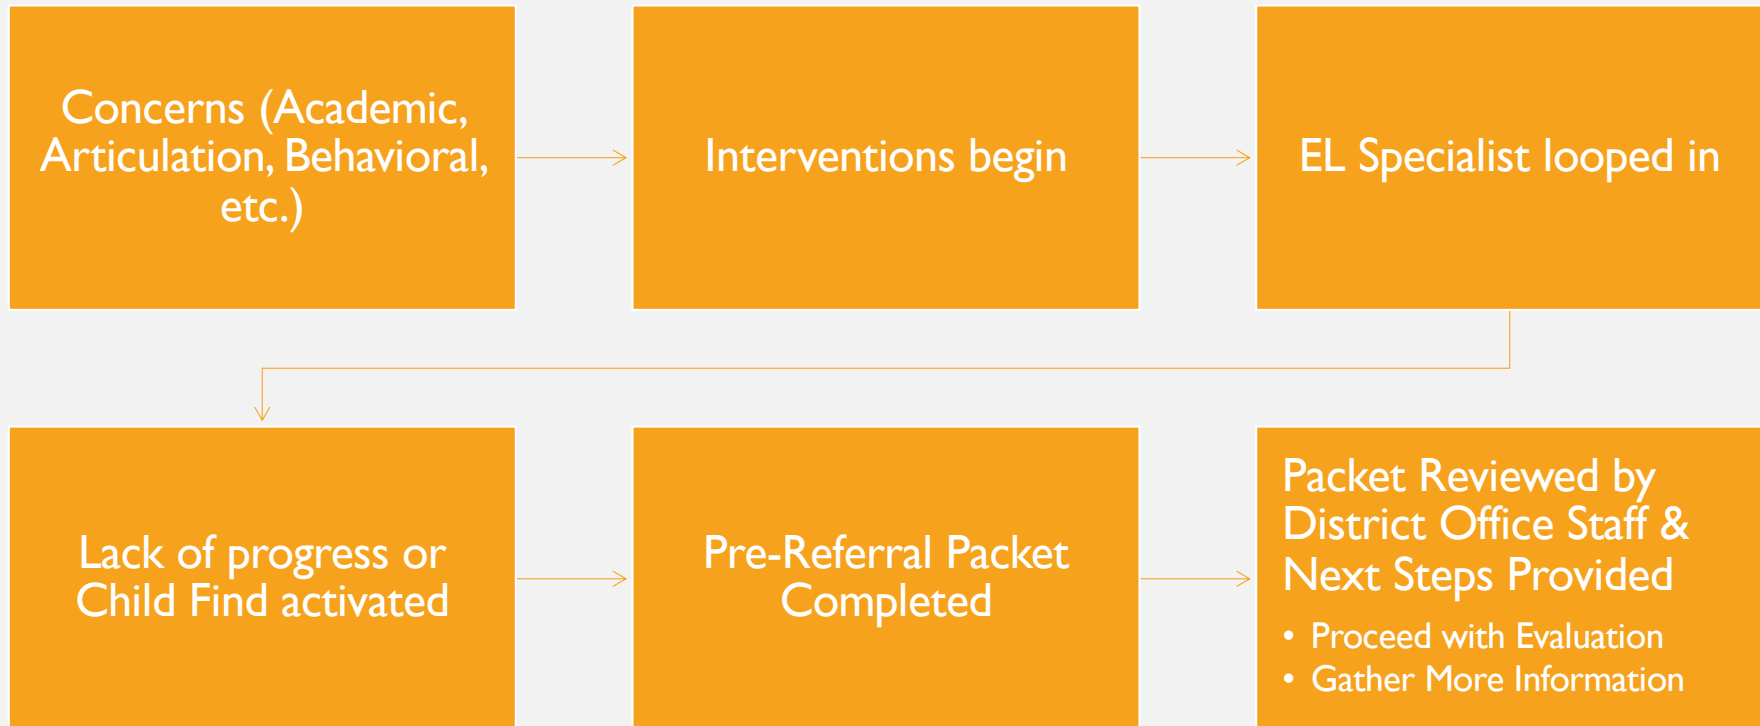 Concerns (Academic,
Articulation, Behavioral,
etc.)
Interventions begin
EL Specialist looped in
Lack of progress or
Child Find activated
Pre-Referral Packet
Completed
Packet Reviewed by
District Office Staff &
Next Steps Provided
• Proceed with Evaluation
• Gather More Information